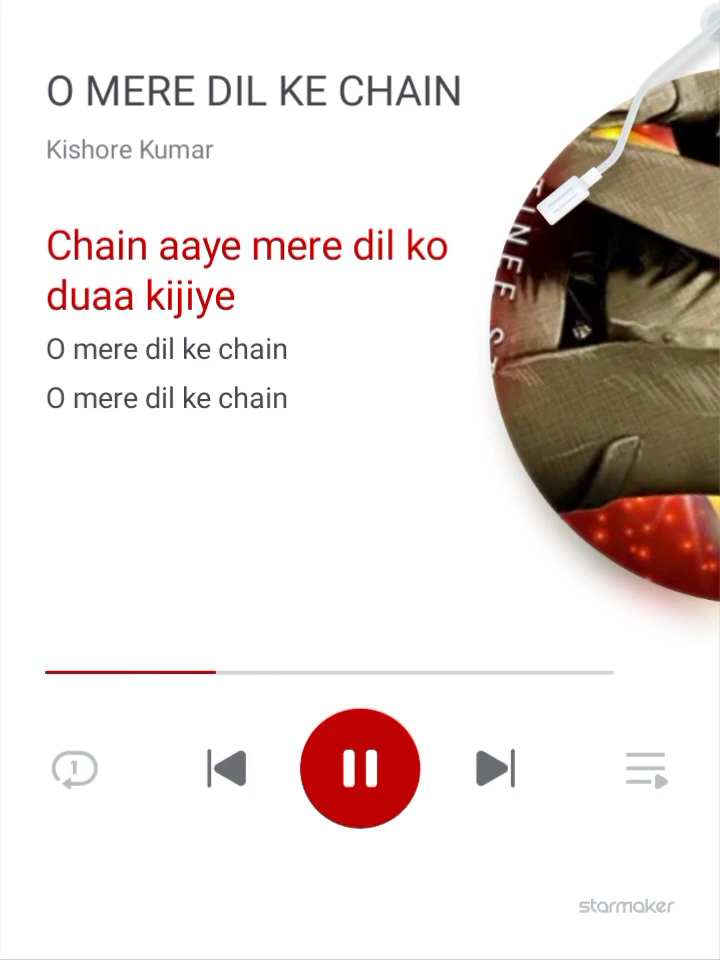 O MERE DIL KE CHAIN
Kishore Kumar
Chain aaye mere dil ko
duaa kijiye
O mere dil ke chain
O mere dil ke chain
1
starmaker